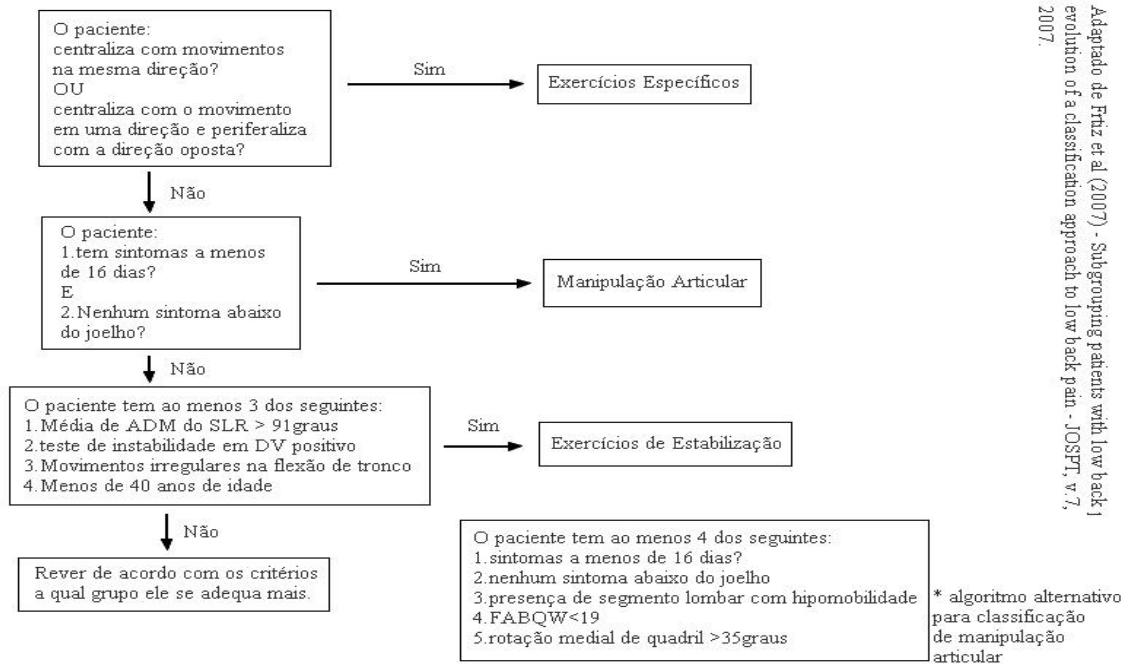 O paciente:
centraliza com movimentos
na mesma direção?
OU
centraliza com o movimento
em uma direção e periferaliza
com a direção oposta?
Sim
Exercícios Específicos
Não
O paciente:
1.tem sintomas a menos
de 16 dias?
E
2.Nenhum sintoma abaixo
do joelho?
Sim
Manipulação Articular
Não
O paciente tem ao menos 3 dos seguintes:
1.Média de ADM do SLR > 91graus
2.teste de instabilidade em DV positivo
3.Movimentos irregulares na flexão de tronco
4.Menos de 40 anos de idade
Sim
Exercícios de Estabilização
Não
Rever de acordo com os critérios
a qual grupo ele se adequa mais.
O paciente tem ao menos 4 dos seguintes:
1.sintomas a menos de 16 dias?
2.nenhum sintoma abaixo do joelho
3.presença de segmento lombar com hipomobilidade
4.FABQW<19
5.rotação medial de quadril >35graus
* algoritmo alternativo
para classificação
de manipulação
articular
Adaptado de Fritz et al (2007) - Subgrouping patients with low back
evolution of a classification approach to low back pain - JOSPT, v.7,
2007.